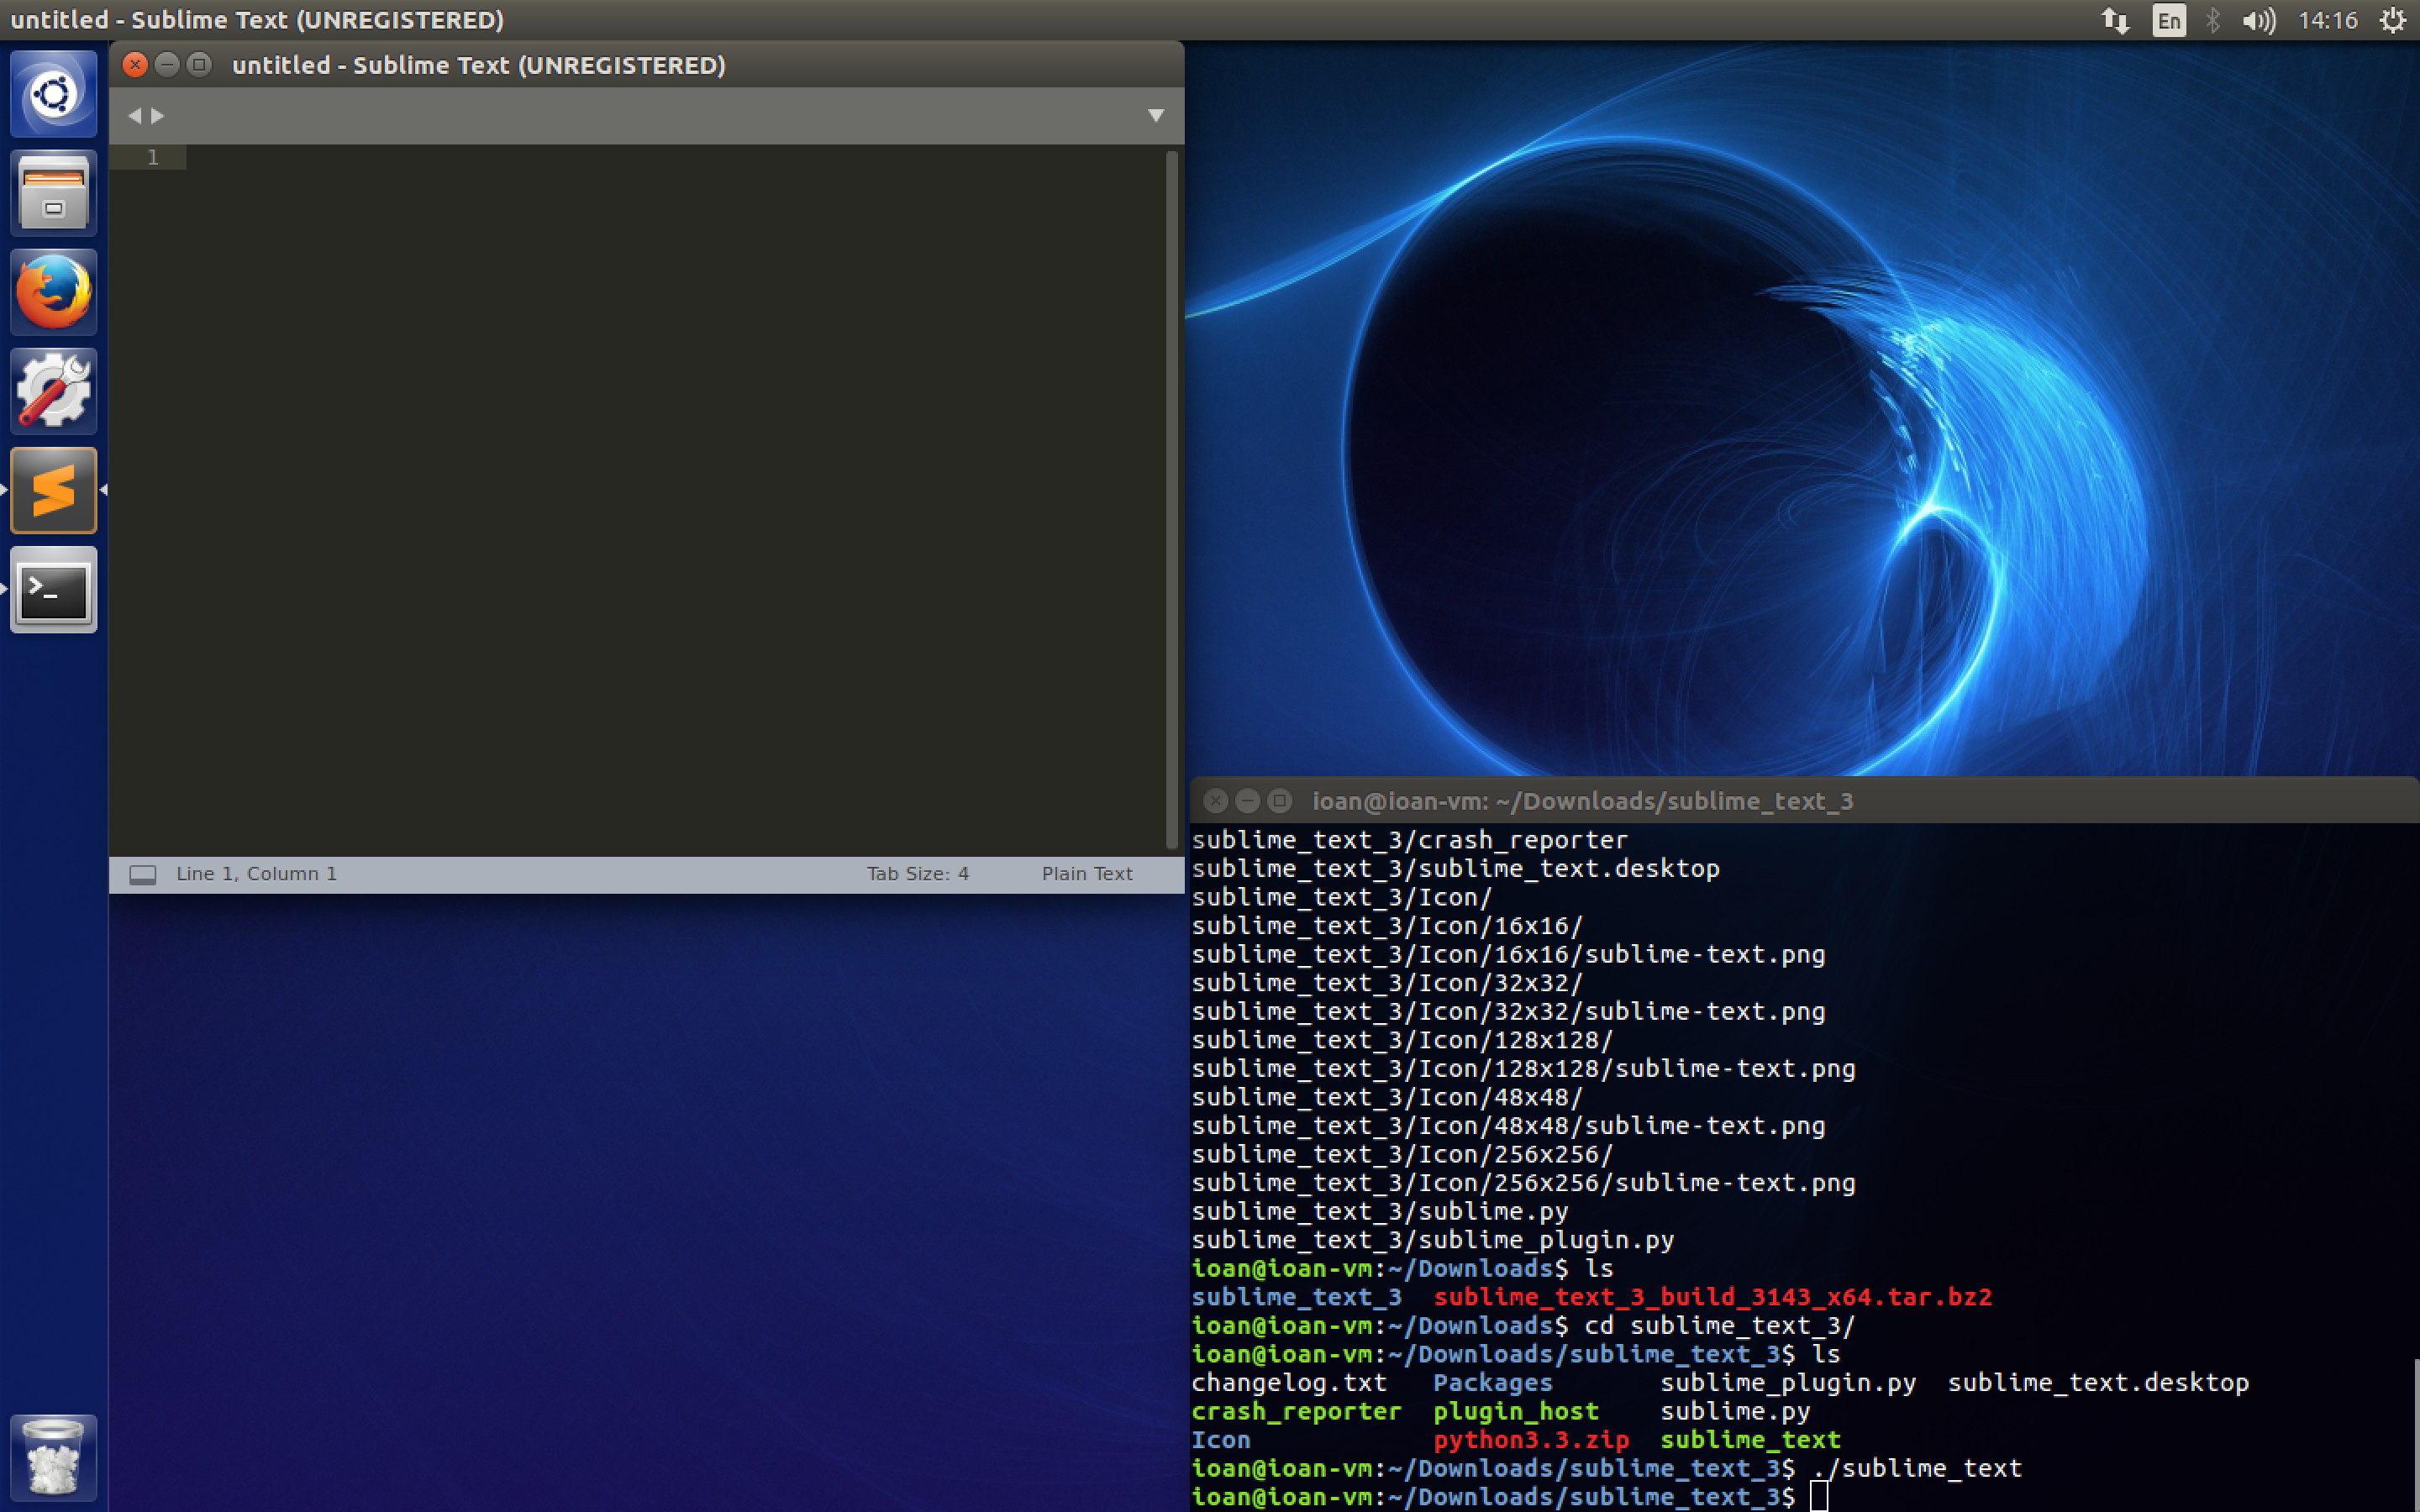 untitled - Sublime Text (UNREGISTERED)
En
14:16
untitled - Sublime Text (UNREGISTERED)
1
Line 1, Column 1
Tab Size: 4
Plain Text
>_
ioan@ioan-vm: ~/Downloads/sublime_text_3
sublime_text_3/crash_reporter
sublime_text_3/sublime_text.desktop
sublime_text_3/Icon/
sublime_text_3/Icon/16x16/
sublime_text_3/Icon/16x16/sublime-text.png
sublime_text_3/Icon/32x32/
sublime_text_3/Icon/32x32/sublime-text.png
sublime_text_3/Icon/128x128/
sublime_text_3/Icon/128x128/sublime-text.png
sublime_text_3/Icon/48x48/
sublime_text_3/Icon/48x48/sublime-text.png
sublime_text_3/Icon/256x256/
sublime_text_3/Icon/256x256/sublime-text.png
sublime_text_3/sublime.py
sublime_text_3/sublime_plugin.py
ioan@ioan-vm:~/Downloads$ ls
sublime_text_3 sublime_text_3_build_3143_x64.tar.bz2
ioan@ioan-vm:~/Downloads$ cd sublime_text_3/
ioan@ioan-vm:~/Downloads/sublime_text_3$ ls
changelog.txt Packages sublime_plugin.py sublime_text.desktop
crash_reporter plugin_host sublime.py
Icon python3.3.zip sublime_text
ioan@ioan-vm:~/Downloads/sublime_text_3$ ./sublime_text
ioan@ioan-vm:~/Downloads/sublime_text_3$